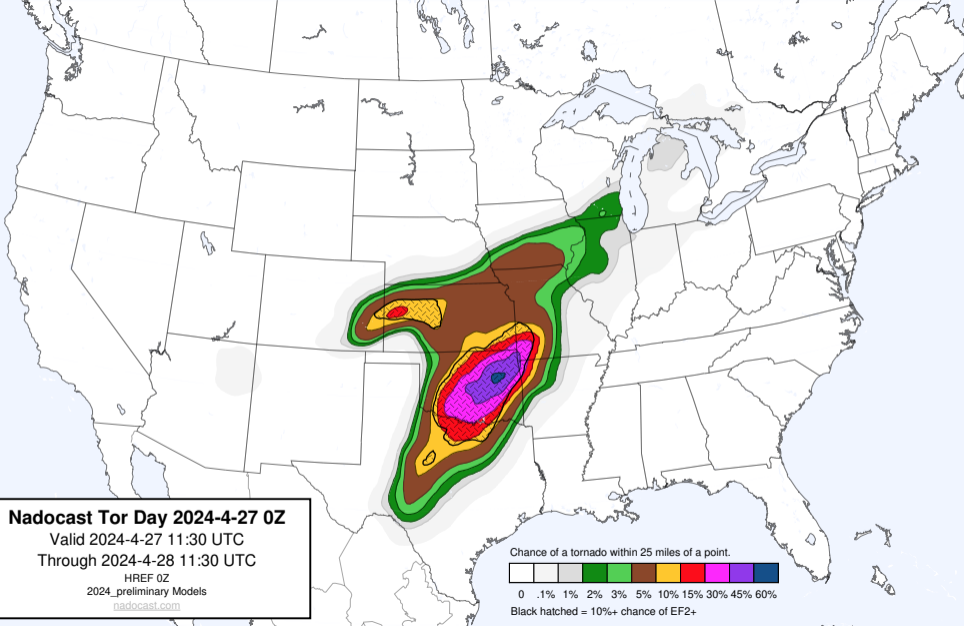 Nadocast Tor Day 2024-4-27 0Z
Valid 2024-4-27 11:30 UTC
Through 2024-4-28 11:30 UTC
HREF 0Z
2024_preliminary Models
nadocast.com
Chance of a tornado within 25 miles of a point.
0 .1% 1% 2% 3% 5% 10% 15% 30% 45% 60%
Black hatched = 10%+ chance of EF2+